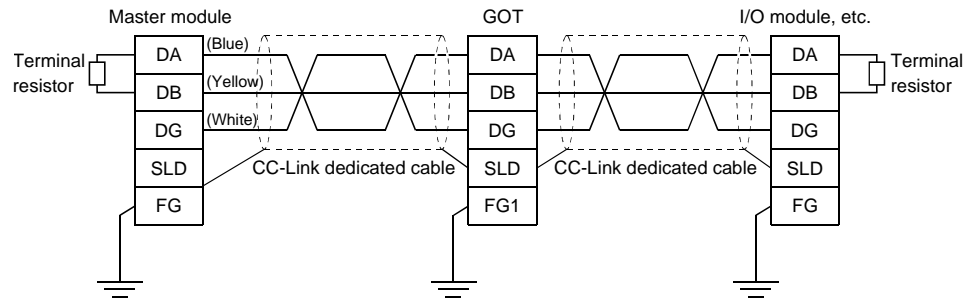 Master module
GOT
I/O module, etc.
Terminal
resistor
DA
(Blue)
DB
(Yellow)
DG
(White)
SLD
FG
CC-Link dedicated cable
DA
DB
DG
SLD
FG1
CC-Link dedicated cable
DA
DB
DG
SLD
FG
Terminal
resistor